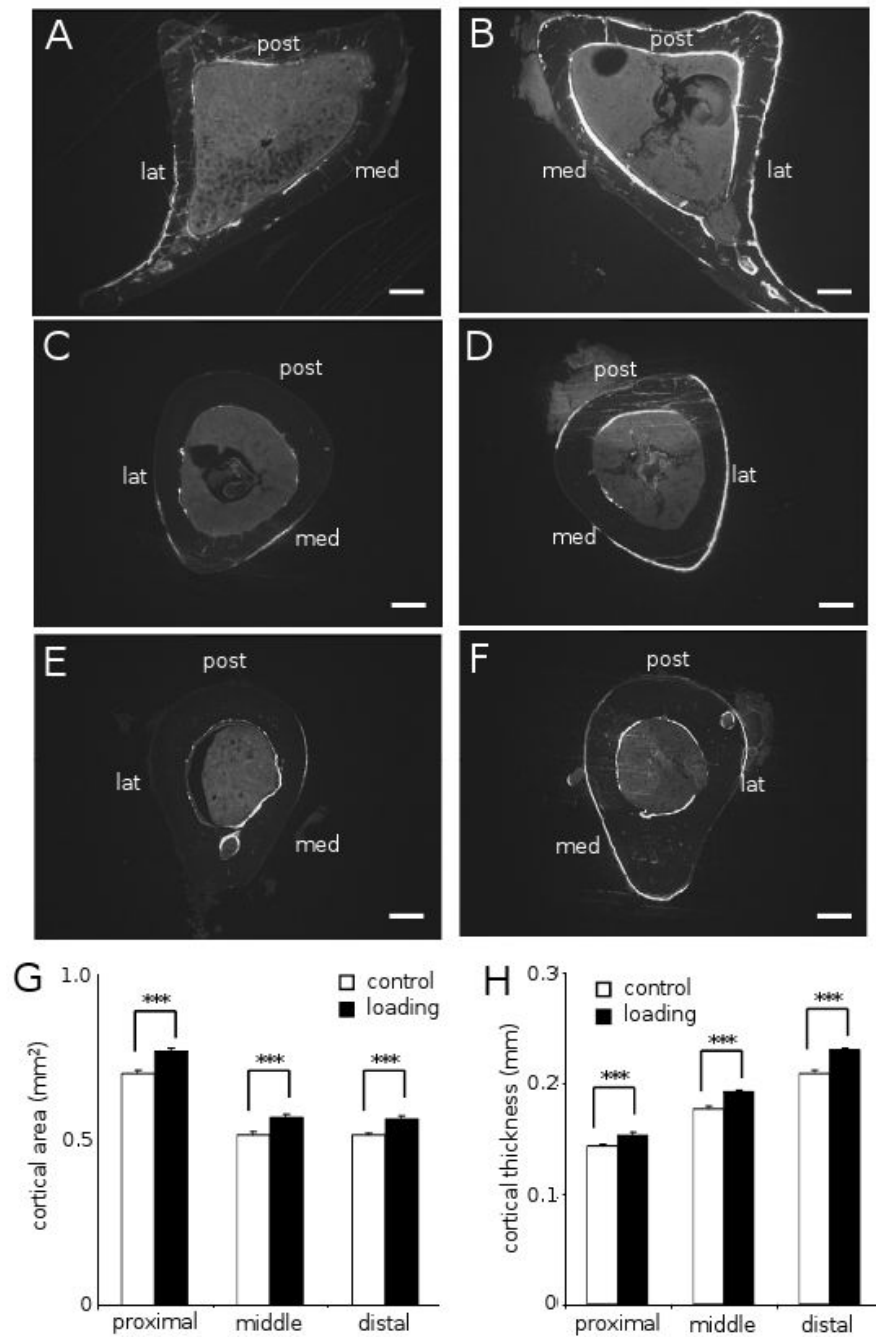 A
post
lat
med
B
post
med
lat
C
post
lat
med
D
post
lat
med
E
post
lat
med
F
post
lat
med
G
control
loading
cortical area (mm²)
1.0
0.5
0
***
***
***
proximal
middle
distal
H
control
loading
cortical thickness (mm)
0.3
0.2
0.1
0
***
***
***
proximal
middle
distal